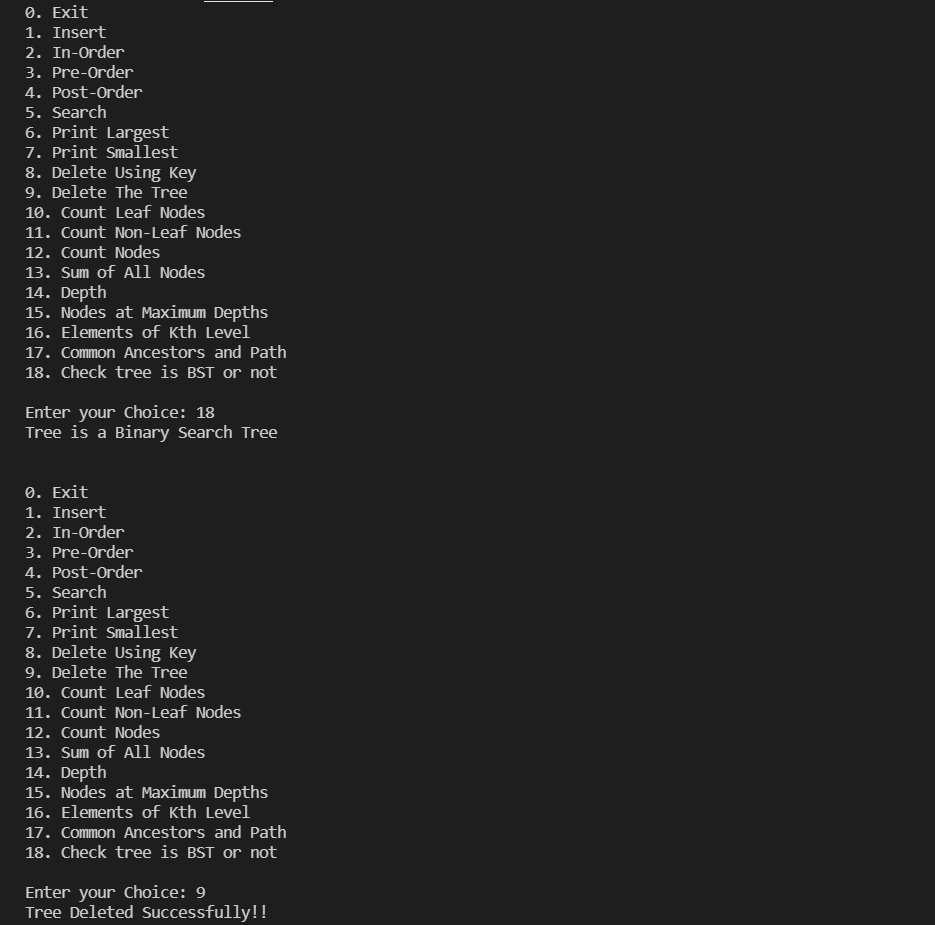 0. Exit
1. Insert
2. In-Order
3. Pre-Order
4. Post-Order
5. Search
6. Print Largest
7. Print Smallest
8. Delete Using Key
9. Delete The Tree
10. Count Leaf Nodes
11. Count Non-Leaf Nodes
12. Count Nodes
13. Sum of All Nodes
14. Depth
15. Nodes at Maximum Depths
16. Elements of Kth Level
17. Common Ancestors and Path
18. Check tree is BST or not
Enter your Choice: 18
Tree is a Binary Search Tree
0. Exit
1. Insert
2. In-Order
3. Pre-Order
4. Post-Order
5. Search
6. Print Largest
7. Print Smallest
8. Delete Using Key
9. Delete The Tree
10. Count Leaf Nodes
11. Count Non-Leaf Nodes
12. Count Nodes
13. Sum of All Nodes
14. Depth
15. Nodes at Maximum Depths
16. Elements of Kth Level
17. Common Ancestors and Path
18. Check tree is BST or not
Enter your Choice: 9
Tree Deleted Successfully!!